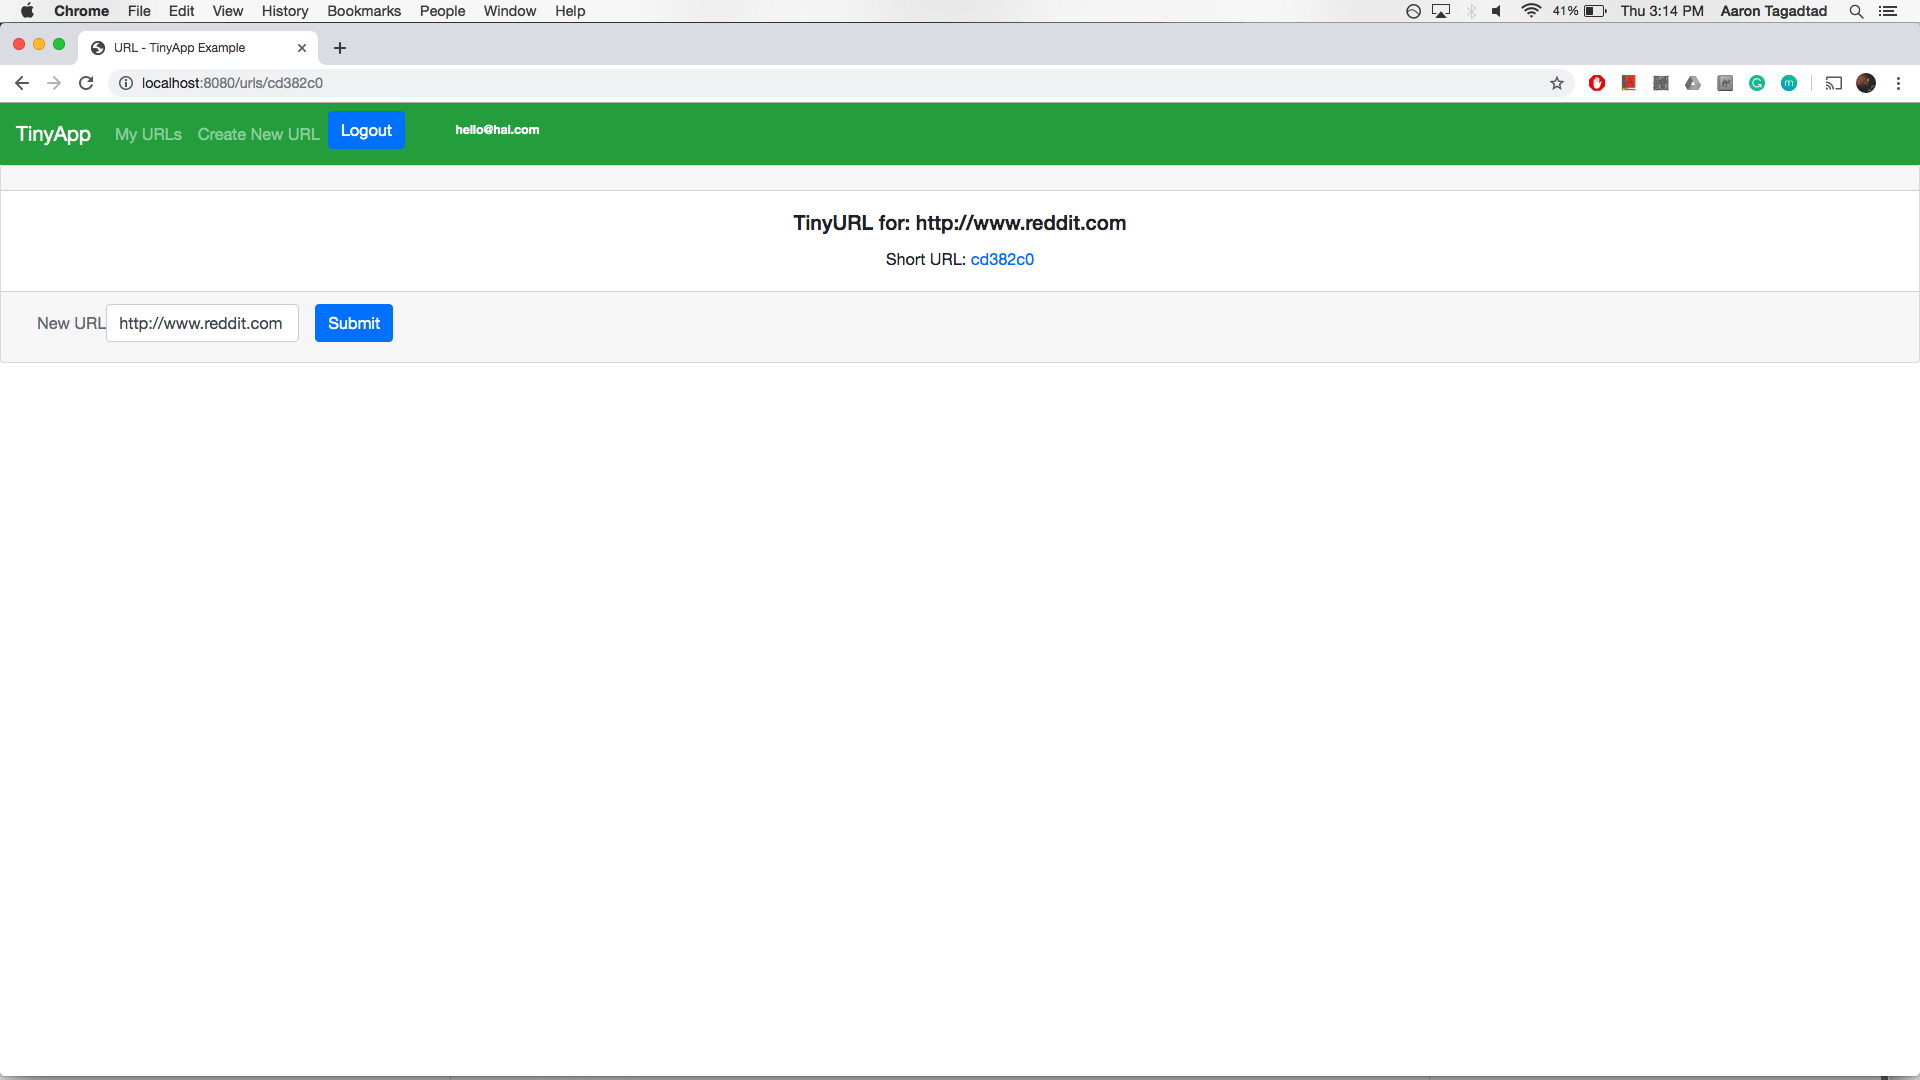 Chrome File Edit View History Bookmarks People Window Help 41% Thu 3:14 PM Aaron Tagadtad
URL - TinyApp Example
localhost:8080/urls/cd382c0
TinyApp My URLs Create New URL Logout hello@hai.com
TinyURL for: http://www.reddit.com
Short URL: cd382c0
New URL http://www.reddit.com Submit